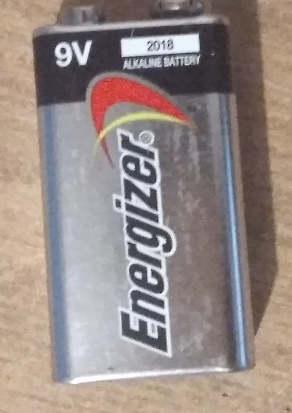 9V
2018
ALKALINE BATTERY
Energizer®